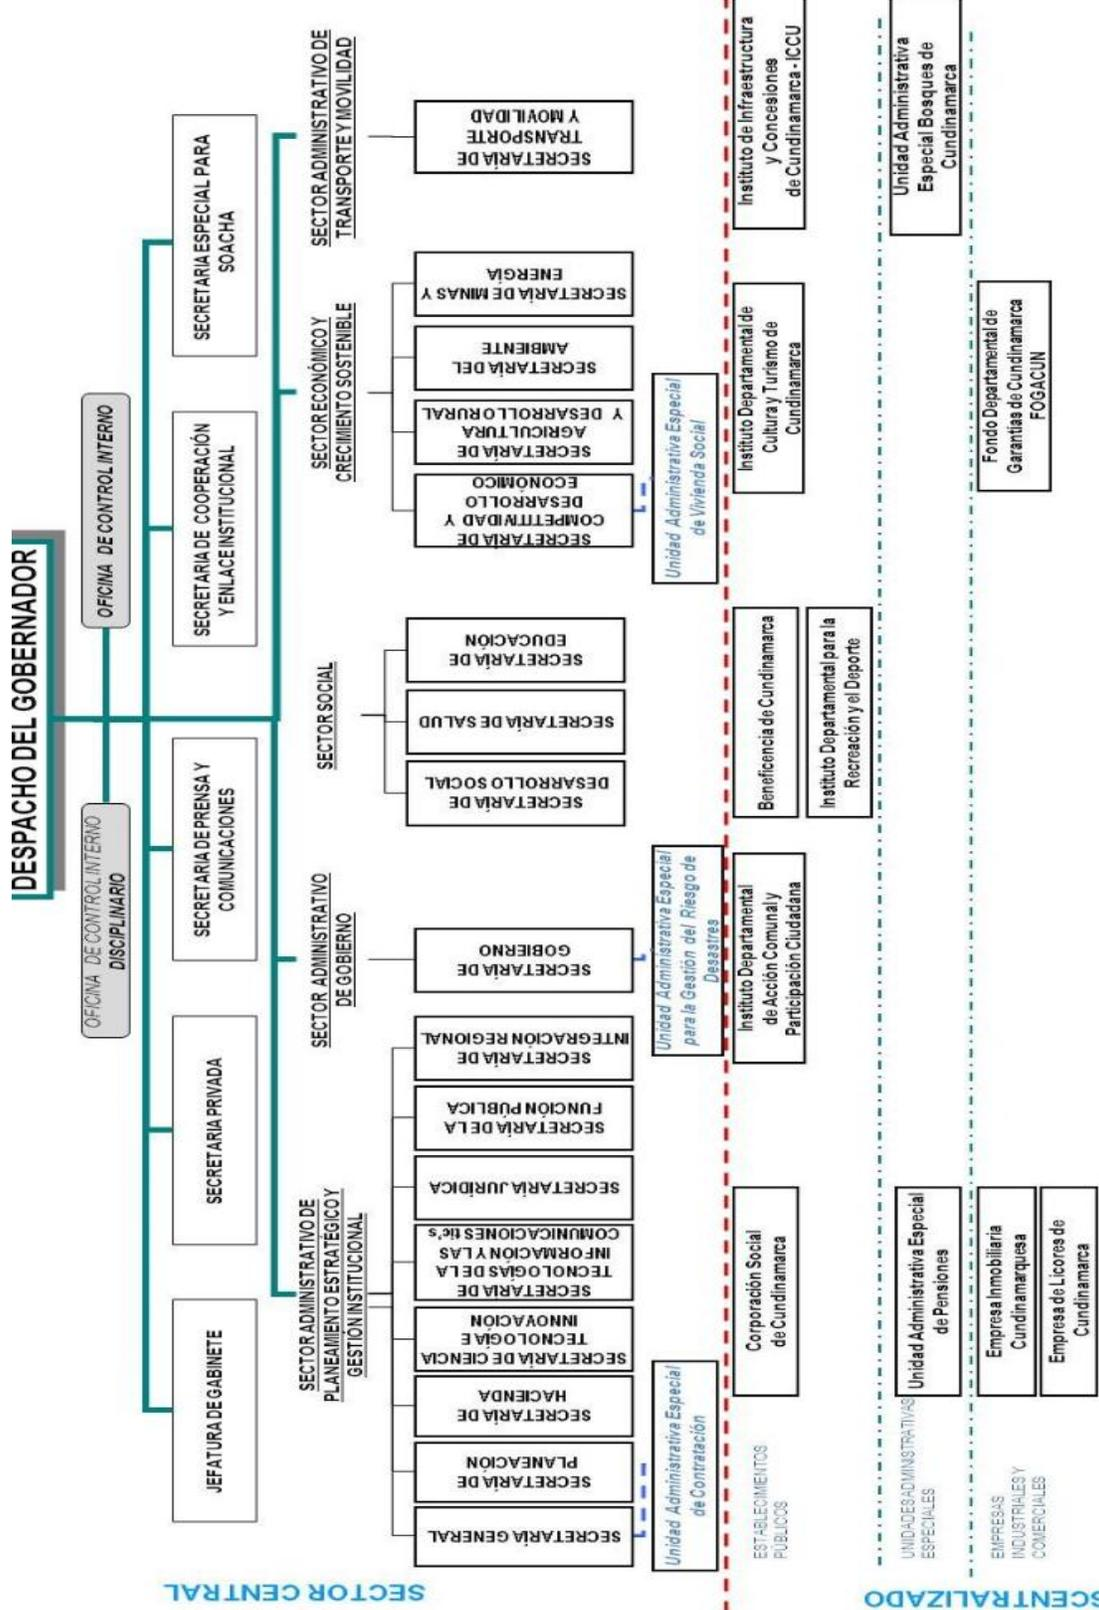 DESPACHO DEL GOBERNADOR
OFICINA DE CONTROL INTERNO
DISCIPLINARIO
OFICINA DE CONTROL INTERNO
JEFATURA DE GABINETE
SECRETARIA PRIVADA
SECRETARIA DE PRENSA Y
COMUNICACIONES
SECRETARIA DE COOPERACIÓN
Y ENLACE INSTITUCIONAL
SECRETARIA ESPECIAL PARA
SOACHA
SECTOR CENTRAL
SECTOR ADMINISTRATIVO DE
PLANEAMIENTO ESTRATÉGICO Y
GESTIÓN INSTITUCIONAL
SECTOR ADMINISTRATIVO
DE GOBIERNO
SECTOR SOCIAL
SECTOR ECONÓMICO Y
CRECIMIENTO SOSTENIBLE
SECTOR ADMINISTRATIVO DE
TRANSPORTE Y MOVILIDAD
SECRETARÍA GENERAL
SECRETARÍA DE
PLANEACIÓN
SECRETARÍA DE
HACIENDA
SECRETARÍA DE CIENCIA
TECNOLOGÍA E
INNOVACIÓN
SECRETARÍA DE
TECNOLOGÍAS DE LA
INFORMACIÓN Y LAS
COMUNICACIONES tic's
SECRETARÍA JURÍDICA
SECRETARÍA DE LA
FUNCIÓN PÚBLICA
SECRETARÍA DE
INTEGRACIÓN REGIONAL
SECRETARÍA DE
GOBIERNO
SECRETARÍA DE
DESARROLLO SOCIAL
SECRETARÍA DE SALUD
SECRETARÍA DE
EDUCACIÓN
SECRETARÍA DE
COMPETITIVIDAD Y
DESARROLLO
ECONÓMICO
SECRETARÍA DE
AGRICULTURA
Y DESARROLLO RURAL
SECRETARÍA DEL
AMBIENTE
SECRETARÍA DE MINAS Y
ENERGÍA
SECRETARÍA DE
TRANSPORTE
Y MOVILIDAD
Unidad Administrativa Especial
de Contratación
Unidad Administrativa Especial
para la Gestión del Riesgo de
Desastres
Unidad Administrativa Especial
de Vivienda Social
ESTABLECIMIENTOS
PÚBLICOS
Corporación Social
de Cundinamarca
Instituto Departamental
de Acción Comunal y
Participación Ciudadana
Beneficencia de Cundinamarca
Instituto Departamental para la
Recreación y el Deporte
Instituto Departamental de
Cultura y Turismo de
Cundinamarca
Instituto de Infraestructura
y Concesiones
de Cundinamarca - ICCU
SCENTRALIZADO
UNIDADES ADMINISTRATIVAS
ESPECIALES
Unidad Administrativa Especial
de Pensiones
Unidad Administrativa
Especial Bosques de
Cundinamarca
EMPRESAS
INDUSTRIALES Y
COMERCIALES
Empresa Inmobiliaria
Cundinamarquesa
Empresa de Licores de
Cundinamarca
Fondo Departamental de
Garantías de Cundinamarca
FOGACUN